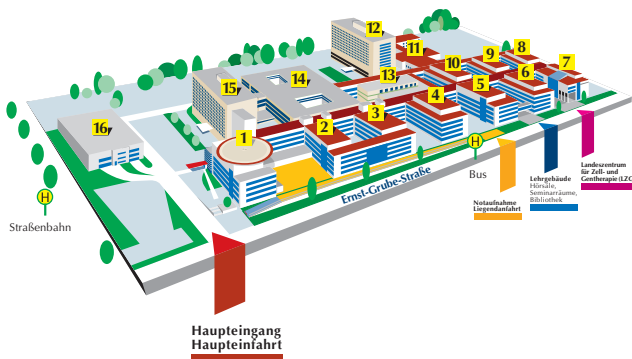 12
11
8
9
10
7
6
13
14
5
15
4
3
2
16
1
H
H
Bus
Straßenbahn
Ernst-Grube-Straße
Landeszentrum
für Zell- und
Gentherapie (LZG)
Lehrgebäude
Hörsäle,
Seminarräume,
Bibliothek
Notaufnahme
Liegendanfahrt
Haupteingang
Haupteinfahrt